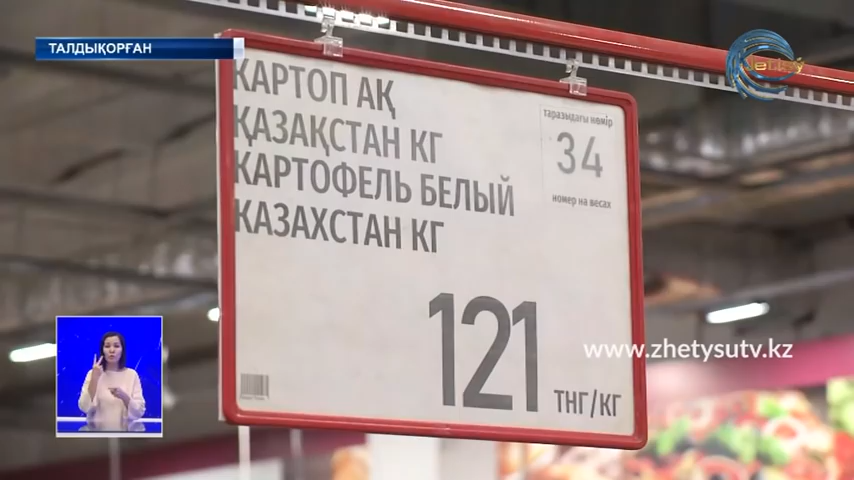 ТАЛДЫҚОРҒАН
Jetisý
КАРТОП АҚ
ҚАЗАҚСТАН КГ
КАРТОФЕЛЬ БЕЛЫЙ
КАЗАХСТАН КГ
таразыдағы нөмір
34
номер на весах
121 ТНГ/КГ
www.zhetysutv.kz